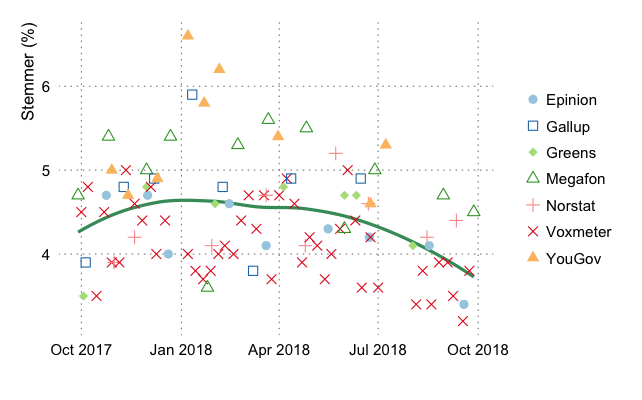 Stemmer (%)
6
5
4
Oct 2017
Jan 2018
Apr 2018
Jul 2018
Oct 2018
Epinion
Gallup
Greens
Megafon
Norstat
Voxmeter
YouGov